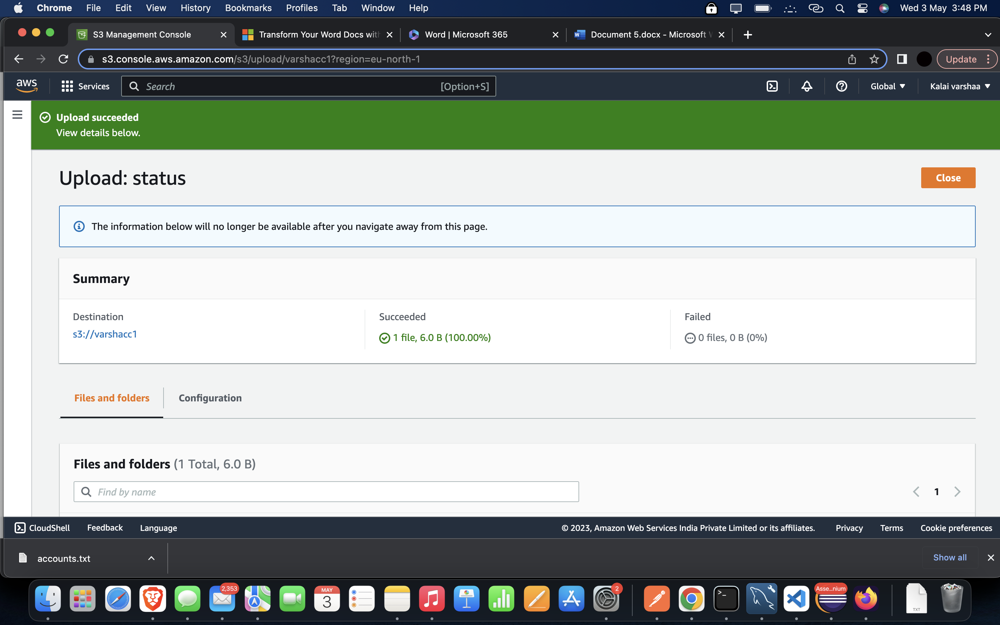 Chrome File Edit View History Bookmarks Profiles Tab Window Help Wed 3 May 3:48 PM
S3 Management Console Transform Your Word Docs with Word | Microsoft 365 Document 5.docx - Microsoft W
s3.console.aws.amazon.com/s3/upload/varshacc1?region=eu-north-1 Update
aws Services Search [Option+S] Global Kalai varshaa
Upload succeeded
View details below.
Upload: status Close
The information below will no longer be available after you navigate away from this page.
Summary
Destination Succeeded Failed
s3://varshacc1 1 file, 6.0 B (100.00%) 0 files, 0 B (0%)
Files and folders Configuration
Files and folders (1 Total, 6.0 B)
Find by name 1
CloudShell Feedback Language © 2023, Amazon Web Services India Private Limited or its affiliates. Privacy Terms Cookie preferences
accounts.txt Show all
2,353 MAY 3 2 Asse...nium TXT